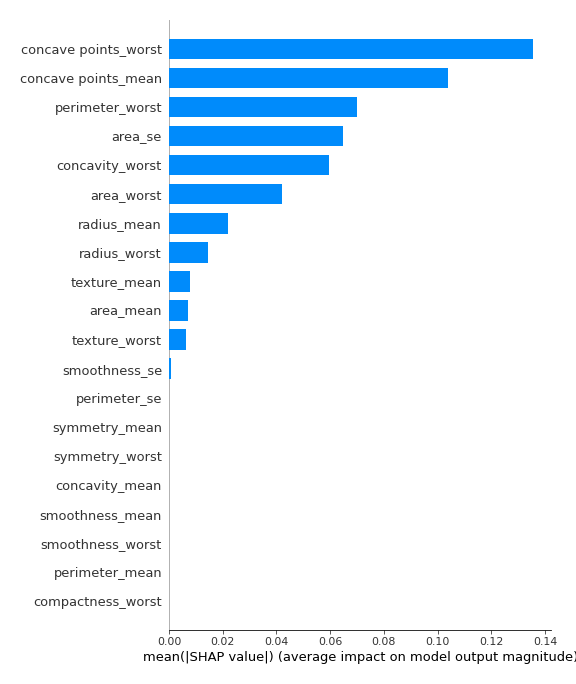 concave points_worst
concave points_mean
perimeter_worst
area_se
concavity_worst
area_worst
radius_mean
radius_worst
texture_mean
area_mean
texture_worst
smoothness_se
perimeter_se
symmetry_mean
symmetry_worst
concavity_mean
smoothness_mean
smoothness_worst
perimeter_mean
compactness_worst
0.00 0.02 0.04 0.06 0.08 0.10 0.12 0.14
mean(|SHAP value|) (average impact on model output magnitude)